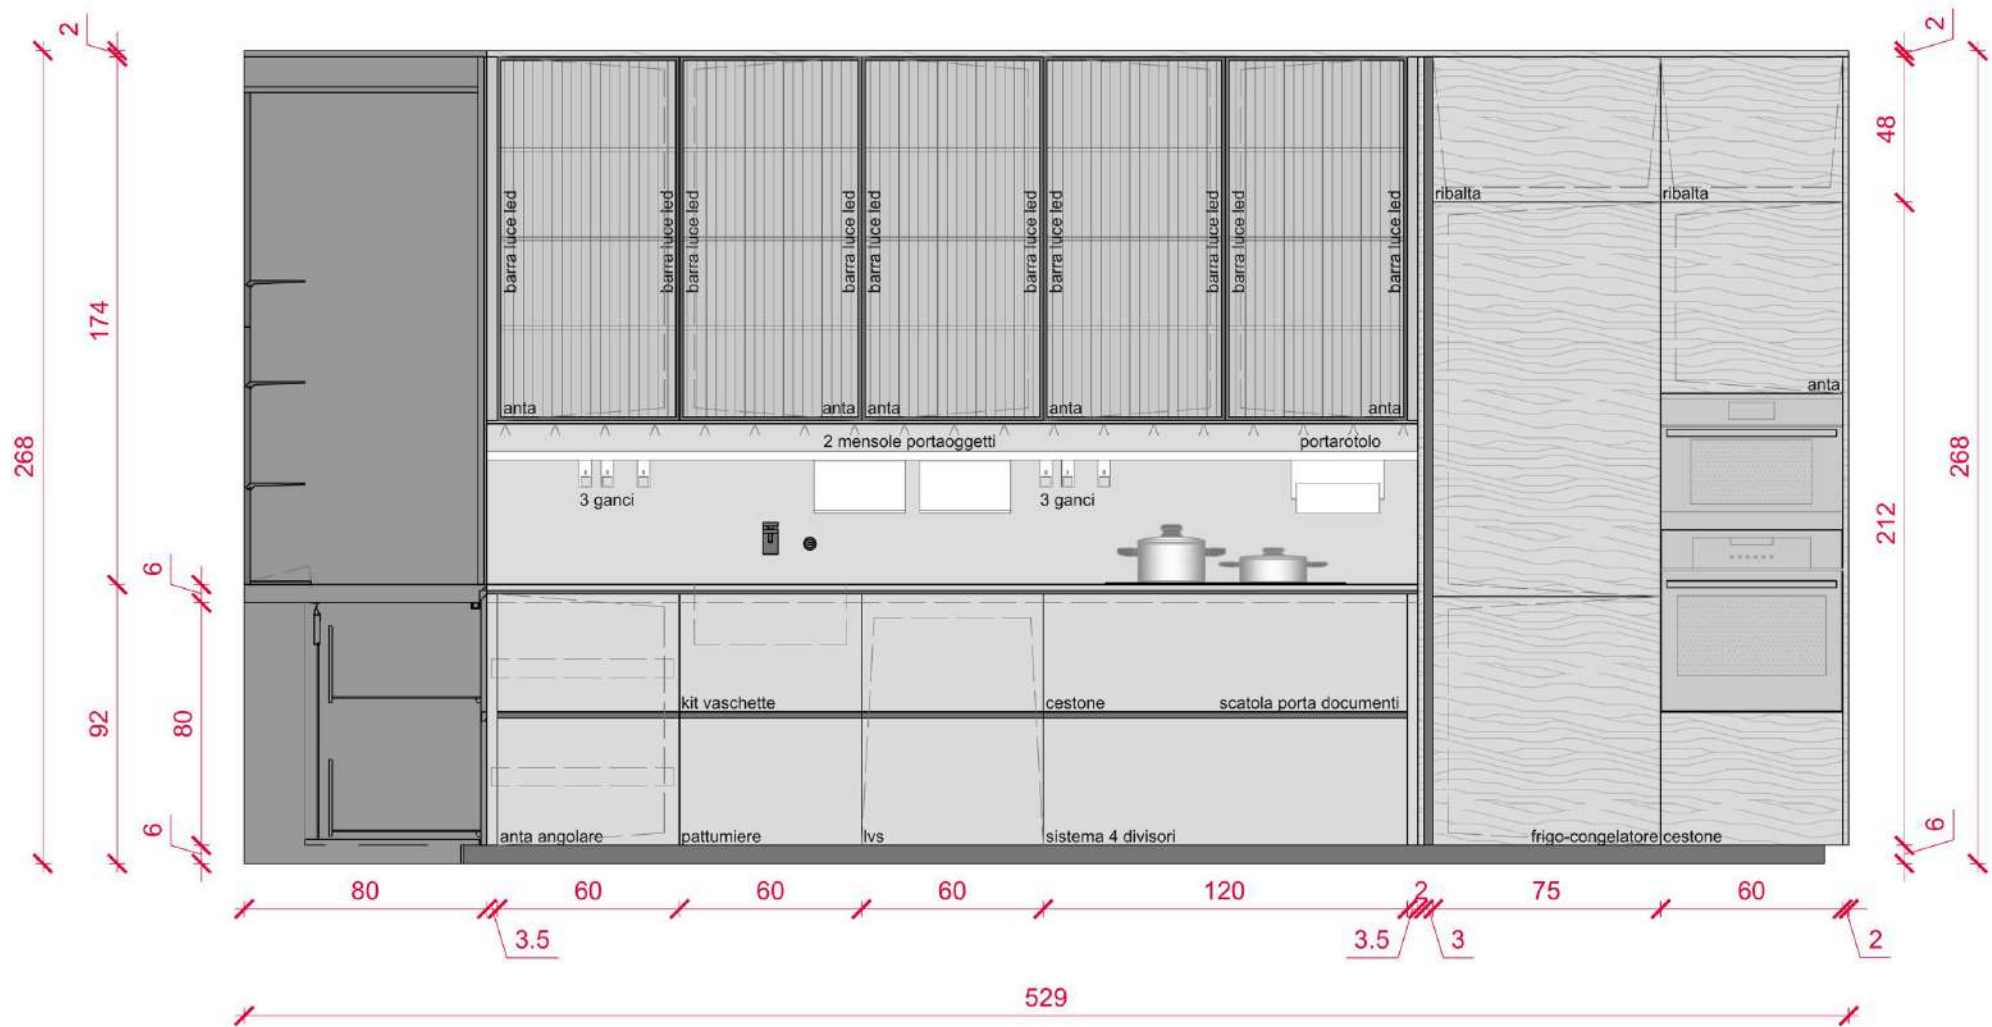 2
2
48
ribalta
ribalta
barra luce led
barra luce led
barra luce led
barra luce led
barra luce led
barra luce led
barra luce led
barra luce led
barra luce led
barra luce led
174
anta
anta
anta
anta
anta
anta
268
268
2 mensole portaoggetti
portarotolo
3 ganci
3 ganci
212
6
kit vaschette
cestone
scatola porta documenti
92
80
6
6
anta angolare
pattumiere
lvs
sistema 4 divisori
frigo-congelatore
cestone
80
60
60
60
120
2
75
60
3.5
3.5
3
2
529